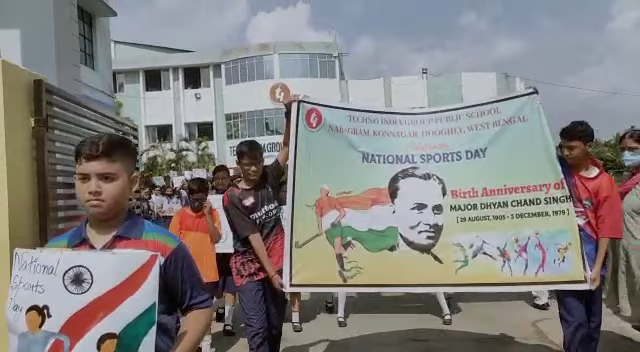 TECHNO INDIA GROUP PUBLIC SCHOOL
NABAGRAM, KONNAGAR, HOOGHLY, WEST BENGAL
NATIONAL SPORTS DAY
Birth Anniversary of
MAJOR DHYAN CHAND SINGH
[ 29 AUGUST, 1905 - 3 DECEMBER, 1979 ]
National
Sports
Day